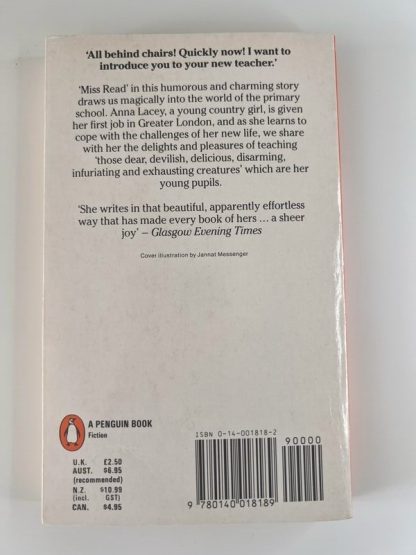 ‘All behind chairs! Quickly now! I want to
introduce you to your new teacher.’
‘Miss Read’ in this humorous and charming story
draws us magically into the world of the primary
school. Anna Lacey, a young country girl, is given
her first job in Greater London, and as she learns to
cope with the challenges of her new life, we share
with her the delights and pleasures of teaching
‘those dear, devilish, delicious, disarming,
infuriating and exhausting creatures’ which are her
young pupils.
‘She writes in that beautiful, apparently effortless
way that has made every book of hers ... a sheer
joy’ – Glasgow Evening Times
Cover illustration by Jannat Messenger
A PENGUIN BOOK
Fiction
U.K. £2.50
AUST. $6.95
(recommended)
N.Z. $10.99
(incl. GST)
CAN. $4.95
ISBN 0-14-001818-2
90000
9 780140 018189